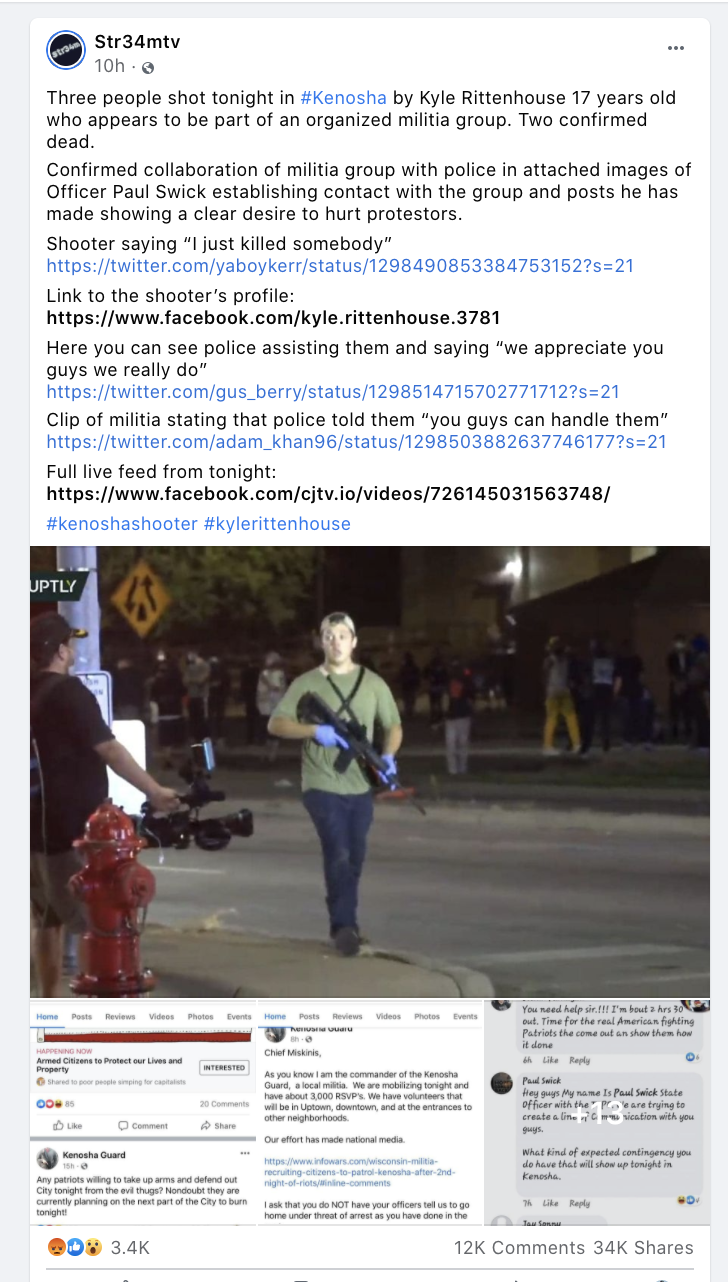 Str34mtv
10h ·
Three people shot tonight in #Kenosha by Kyle Rittenhouse 17 years old
who appears to be part of an organized militia group. Two confirmed
dead.
Confirmed collaboration of militia group with police in attached images of
Officer Paul Swick establishing contact with the group and posts he has
made showing a clear desire to hurt protestors.
Shooter saying “I just killed somebody”
https://twitter.com/yaboykerr/status/1298490853384753152?s=21
Link to the shooter’s profile:
https://www.facebook.com/kyle.rittenhouse.3781
Here you can see police assisting them and saying “we appreciate you
guys we really do”
https://twitter.com/gus_berry/status/1298514715702771712?s=21
Clip of militia stating that police told them “you guys can handle them”
https://twitter.com/adam_khan96/status/1298503882637746177?s=21
Full live feed from tonight:
https://www.facebook.com/cjtv.io/videos/726145031563748/
#kenoshashooter #kylerittenhouse
UPTLY
Home Posts Reviews Videos Photos Events
HAPPENING NOW
Armed Citizens to Protect our Lives and
Property
INTERESTED
Shared to poor people simping for capitalists
85
20 Comments
Like Comment Share
Kenosha Guard
15h ·
Any patriots willing to take up arms and defend out
City tonight from the evil thugs? Nondoubt they are
currently planning on the next part of the City to burn
tonight!
Home Posts Reviews Videos Photos Events
Kenosha Guard
8h ·
Chief Miskinis,
As you know I am the commander of the Kenosha
Guard, a local militia. We are mobilizing tonight and
have about 3,000 RSVP's. We have volunteers that
will be in Uptown, downtown, and at the entrances to
other neighborhoods.
Our effort has made national media.
https://www.infowars.com/wisconsin-militia-
recruiting-citizens-to-patrol-kenosha-after-2nd-
night-of-riots/#inline-comments
I ask that you do NOT have your officers tell us to go
home under threat of arrest as you have done in the
You need help sir.!!! I'm bout 2 hrs 30
out. Time for the real American fighting
Patriots the come out an show them how
it done
6h Like Reply
Paul Swick
Hey guys My name Is Paul Swick State
Officer with the are trying to
create a line of Communication with you
guys.
+13
What kind of expected contingency you
do have that will show up tonight in
Kenosha.
7h Like Reply
3.4K
12K Comments 34K Shares